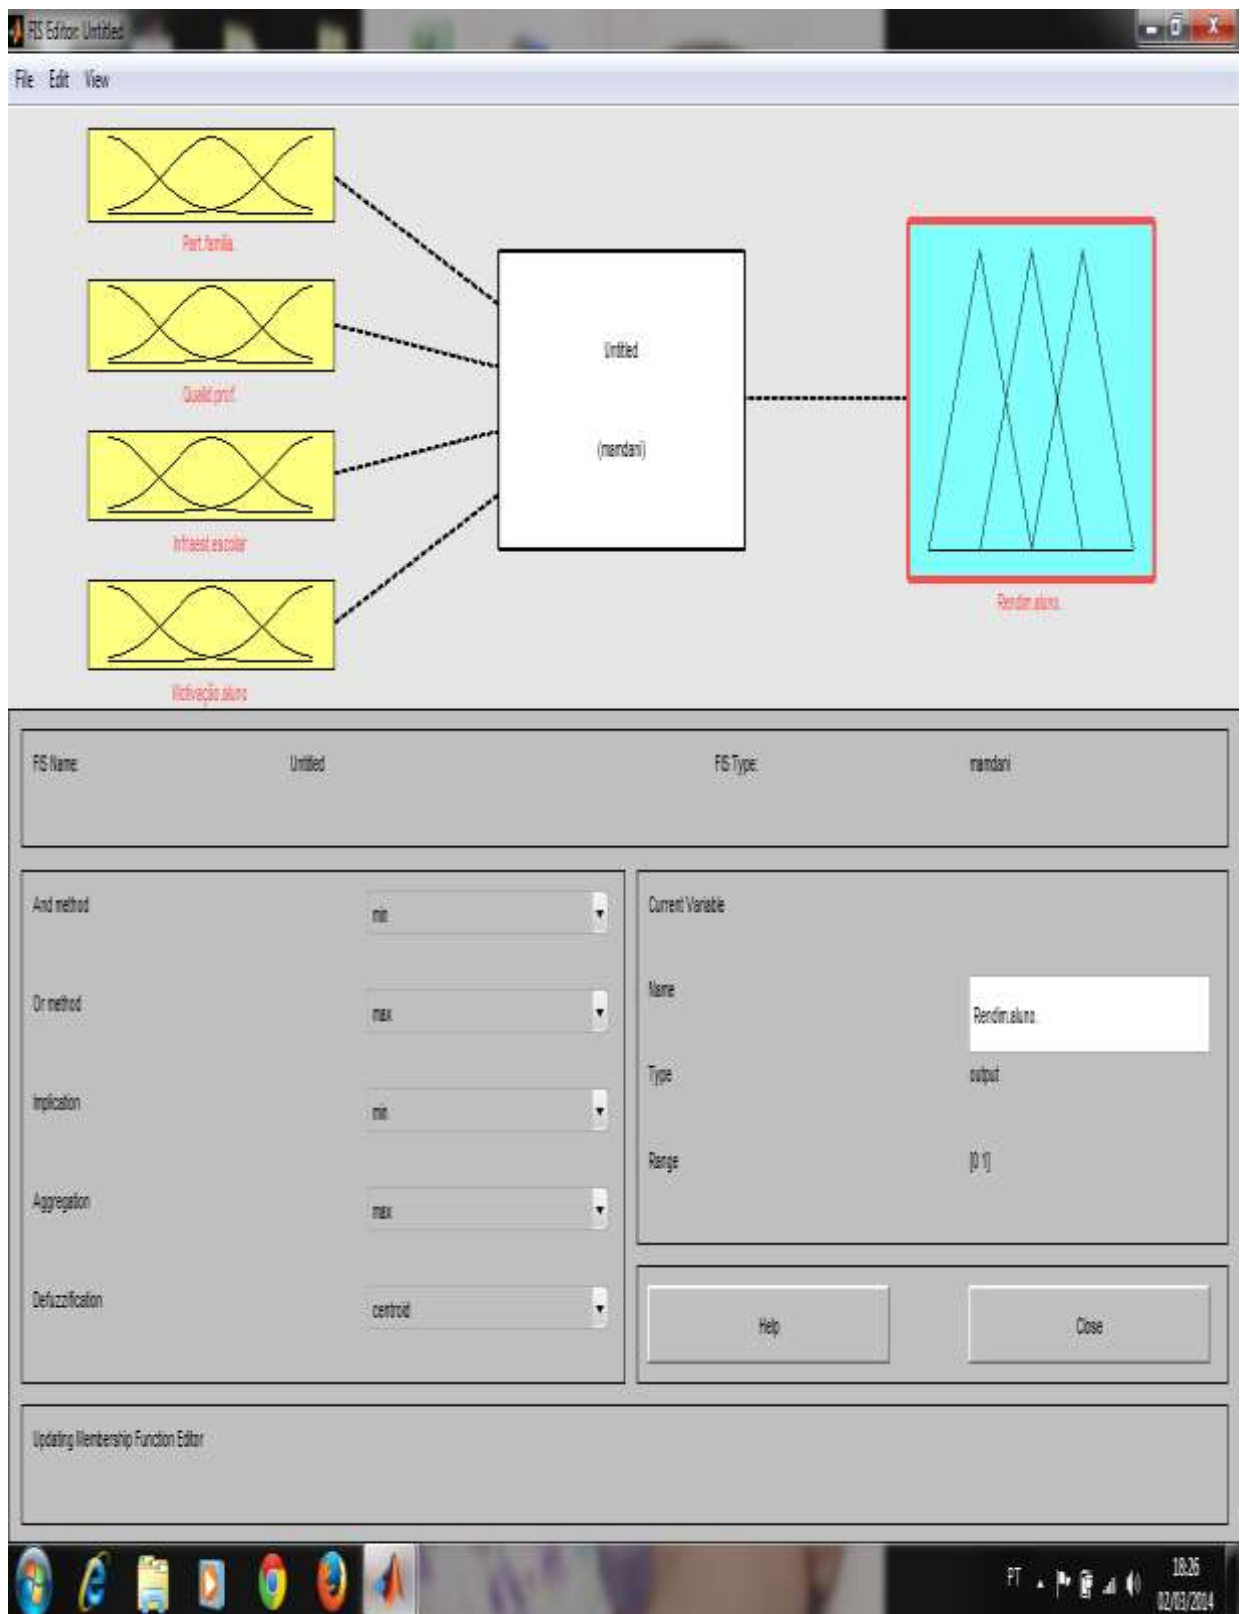 FIS Editor: Untitled
File Edit View
Part.família.
Qualid.prof.
Infraest.escolar
Motivação.aluno
Untitled
(mamdani)
Rendim.aluno.
FIS Name: Untitled FIS Type: mamdani
And method min
Or method max
Implication min
Aggregation max
Defuzzification centroid
Current Variable
Name Rendim.aluno.
Type output
Range [0 1]
Help Close
Updating Membership Function Editor
PT
18:26
02/03/2014